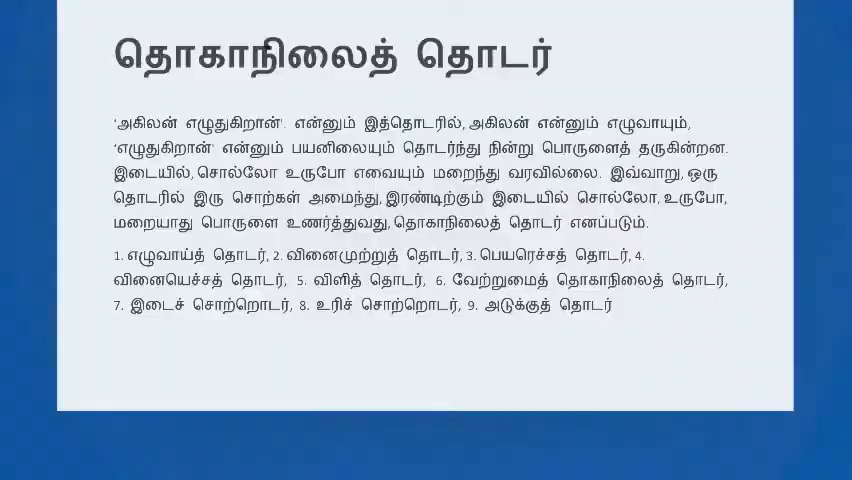 தொகாநிலைத் தொடர்
'அகிலன் எழுதுகிறான்'. என்னும் இத்தொடரில், அகிலன் என்னும் எழுவாயும்,
'எழுதுகிறான்' என்னும் பயனிலையும் தொடர்ந்து நின்று பொருளைத் தருகின்றன.
இடையில், சொல்லோ உருபோ எவையும் மறைந்து வரவில்லை. இவ்வாறு, ஒரு
தொடரில் இரு சொற்கள் அமைந்து, இரண்டிற்கும் இடையில் சொல்லோ, உருபோ,
மறையாது பொருளை உணர்த்துவது, தொகாநிலைத் தொடர் எனப்படும்.
1. எழுவாய்த் தொடர், 2. வினைமுற்றுத் தொடர், 3. பெயரெச்சத் தொடர், 4.
வினையெச்சத் தொடர், 5. விளித் தொடர், 6. வேற்றுமைத் தொகாநிலைத் தொடர்,
7. இடைச் சொற்றொடர், 8. உரிச் சொற்றொடர், 9. அடுக்குத் தொடர்